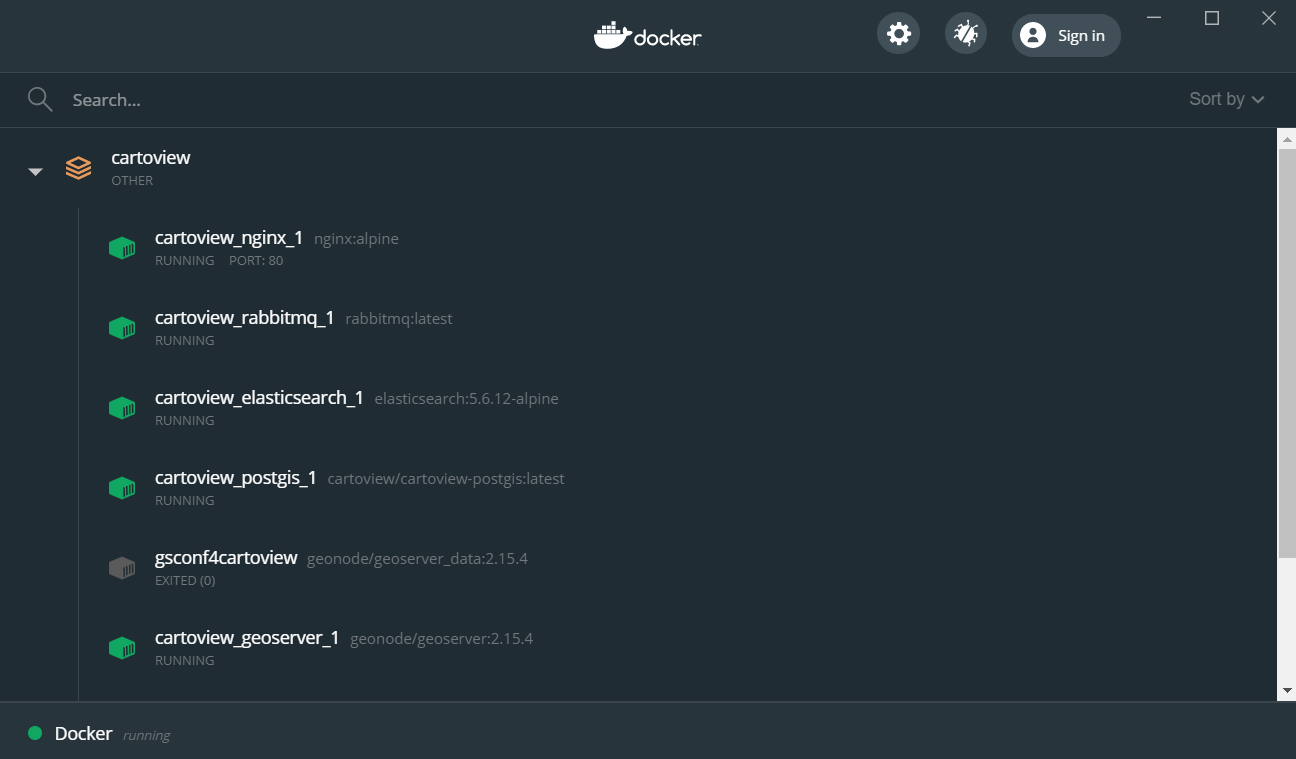 docker
Sign in
Search...
Sort by
cartoview
OTHER
cartoview_nginx_1 nginx:alpine
RUNNING PORT: 80
cartoview_rabbitmq_1 rabbitmq:latest
RUNNING
cartoview_elasticsearch_1 elasticsearch:5.6.12-alpine
RUNNING
cartoview_postgis_1 cartoview/cartoview-postgis:latest
RUNNING
gsconf4cartoview geonode/geoserver_data:2.15.4
EXITED (0)
cartoview_geoserver_1 geonode/geoserver:2.15.4
RUNNING
Docker running